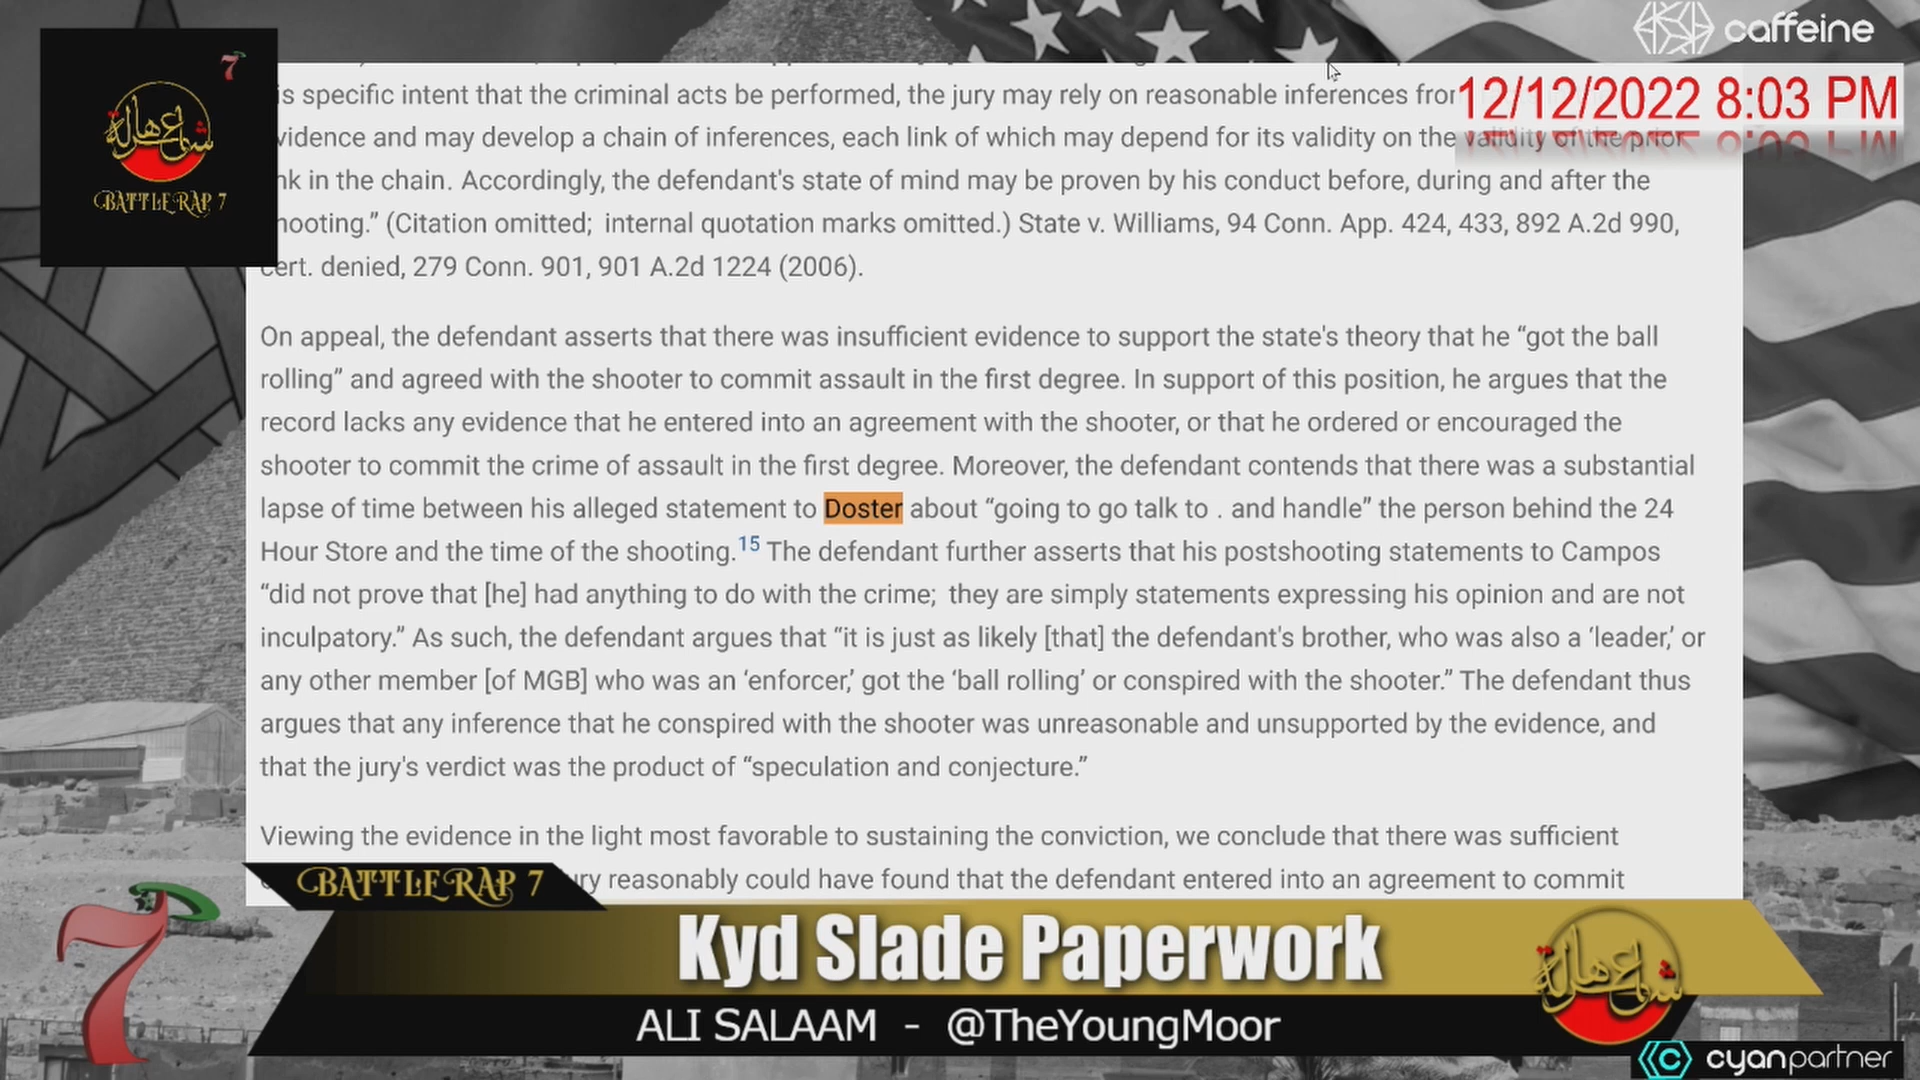 caffeine
7
12/12/2022 8:03 PM
BATTLE RAP 7
is specific intent that the criminal acts be performed, the jury may rely on reasonable inferences from
vidence and may develop a chain of inferences, each link of which may depend for its validity on the validity of the prior
nk in the chain. Accordingly, the defendant's state of mind may be proven by his conduct before, during and after the
hooting.” (Citation omitted; internal quotation marks omitted.) State v. Williams, 94 Conn. App. 424, 433, 892 A.2d 990,
cert. denied, 279 Conn. 901, 901 A.2d 1224 (2006).
On appeal, the defendant asserts that there was insufficient evidence to support the state's theory that he “got the ball
rolling” and agreed with the shooter to commit assault in the first degree. In support of this position, he argues that the
record lacks any evidence that he entered into an agreement with the shooter, or that he ordered or encouraged the
shooter to commit the crime of assault in the first degree. Moreover, the defendant contends that there was a substantial
lapse of time between his alleged statement to Doster about “going to go talk to . and handle” the person behind the 24
Hour Store and the time of the shooting.15 The defendant further asserts that his postshooting statements to Campos
“did not prove that [he] had anything to do with the crime; they are simply statements expressing his opinion and are not
inculpatory.” As such, the defendant argues that “it is just as likely [that] the defendant's brother, who was also a ‘leader,’ or
any other member [of MGB] who was an ‘enforcer,’ got the ‘ball rolling’ or conspired with the shooter.” The defendant thus
argues that any inference that he conspired with the shooter was unreasonable and unsupported by the evidence, and
that the jury's verdict was the product of “speculation and conjecture.”
Viewing the evidence in the light most favorable to sustaining the conviction, we conclude that there was sufficient
ury reasonably could have found that the defendant entered into an agreement to commit
BATTLE RAP 7
7
Kyd Slade Paperwork
ALI SALAAM - @TheYoungMoor
cyanpartner